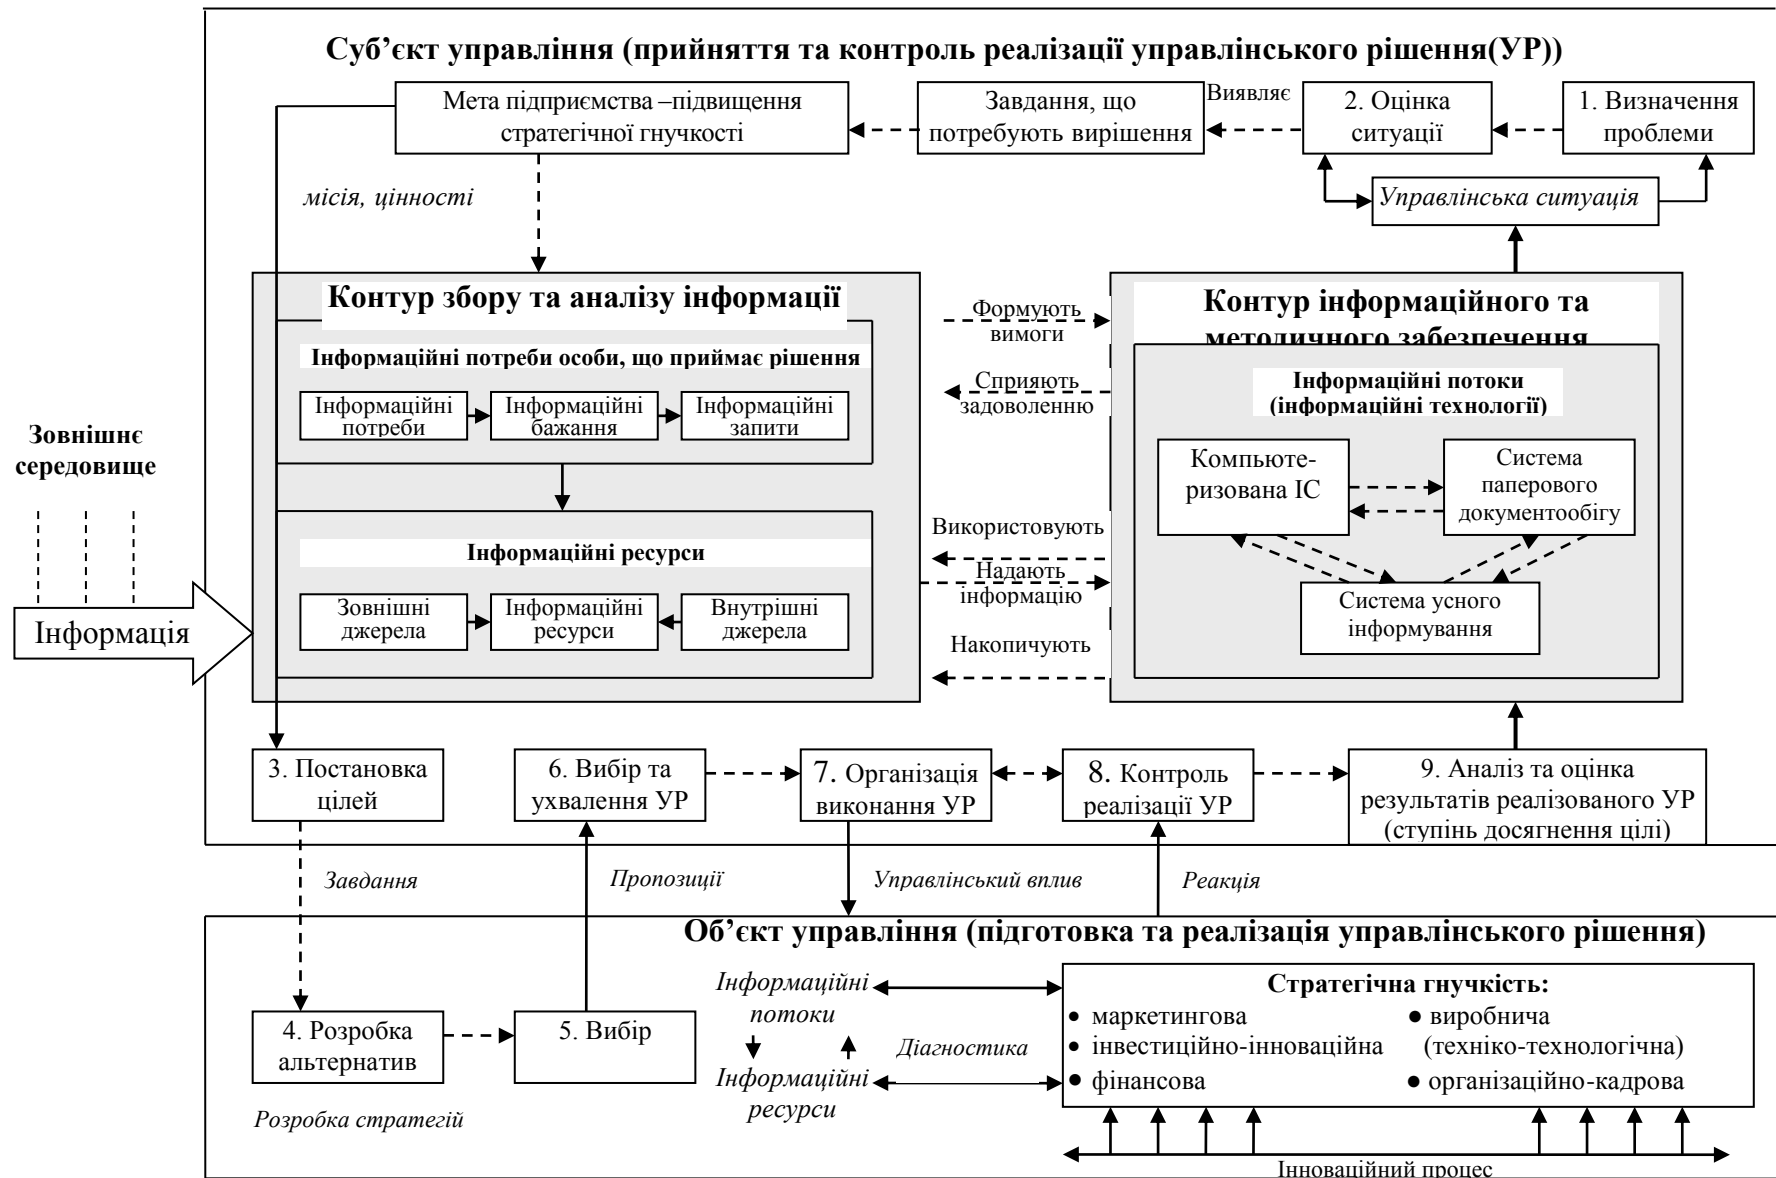 Суб’єкт управління (прийняття та контроль реалізації управлінського рішення(УР))
Мета підприємства –підвищення
стратегічної гнучкості
Завдання, що
потребують вирішення
Виявляє
2. Оцінка
ситуації
1. Визначення
проблеми
місія, цінності
Управлінська ситуація
Контур збору та аналізу інформації
Інформаційні потреби особи, що приймає рішення
Інформаційні
потреби
Інформаційні
бажання
Інформаційні
запити
Інформаційні ресурси
Зовнішні
джерела
Інформаційні
ресурси
Внутрішні
джерела
Формують
вимоги
Сприяють
задоволенню
Використовують
Надають
інформацію
Накопичують
Контур інформаційного та
методичного забезпечення
Інформаційні потоки
(інформаційні технології)
Компьюте-
ризована ІС
Система
паперового
документообігу
Система усного
інформування
Зовнішнє
середовище
Інформація
3. Постановка
цілей
6. Вибір та
ухвалення УР
7. Організація
виконання УР
8. Контроль
реалізації УР
9. Аналіз та оцінка
результатів реалізованого УР
(ступінь досягнення цілі)
Завдання
Пропозиції
Управлінський вплив
Реакція
Об’єкт управління (підготовка та реалізація управлінського рішення)
4. Розробка
альтернатив
5. Вибір
Розробка стратегій
Інформаційні
потоки
Діагностика
Інформаційні
ресурси
Стратегічна гнучкість:
● маркетингова
● інвестиційно-інноваційна
● фінансова
● виробнича
(техніко-технологічна)
● організаційно-кадрова
Інноваційний процес